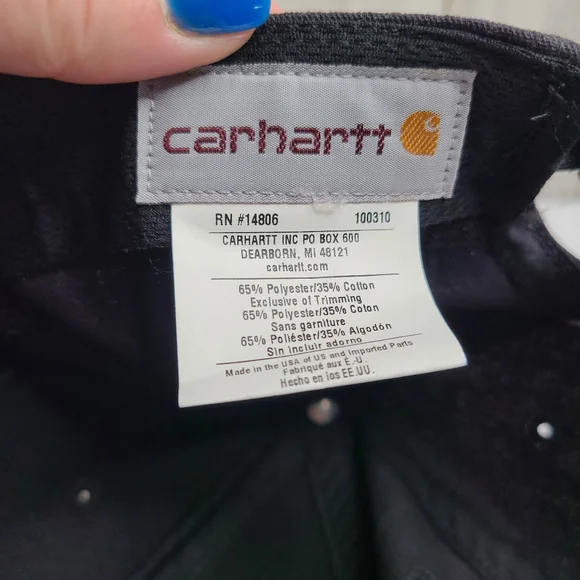 carhartt
RN #14806 100310
CARHARTT INC PO BOX 600
DEARBORN, MI 48121
carhartt.com
65% Polyester/35% Cotton
Exclusive of Trimming
65% Polyester/35% Coton
Sans garniture
65% Poliéster/35% Algodón
Sin incluir adorno
Made in the USA of US and Imported Parts
Fabriqué aux É.-U.
Hecho en los EE.UU.